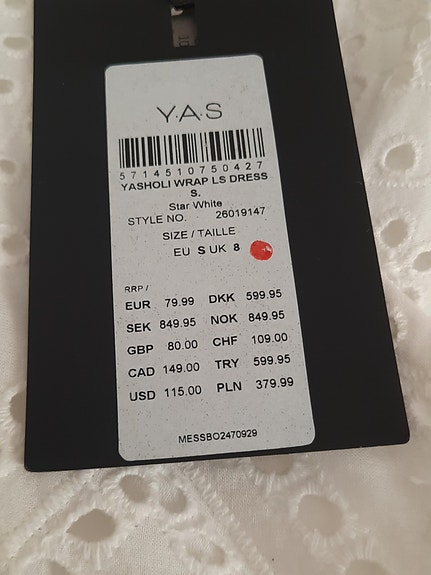 Y.A.S
5714510750427
YASHOLI WRAP LS DRESS
S.
Star White
STYLE NO. 26019147
SIZE / TAILLE
EU S UK 8
RRP /
EUR 79.99 DKK 599.95
SEK 849.95 NOK 849.95
GBP 80.00 CHF 109.00
CAD 149.00 TRY 599.95
USD 115.00 PLN 379.99
MESSBO2470929